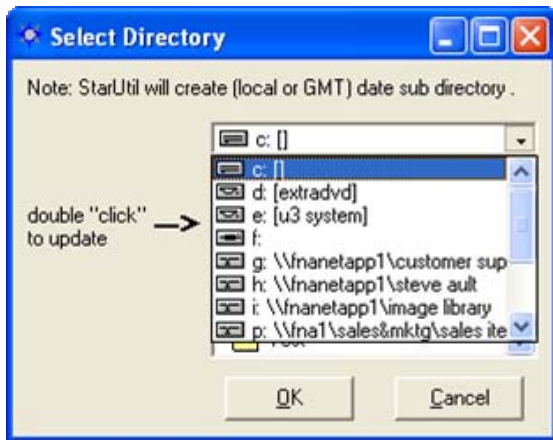 Select Directory
Note: StarUtil will create (local or GMT) date sub directory .
c: []
c: []
d: [extradvd]
e: [u3 system]
f:
g: \\fnanetapp1\customer sup
h: \\fnanetapp1\steve ault
i: \\fnanetapp1\image library
p: \\fna1\sales&mktg\sales ite
double "click"
to update
OK
Cancel